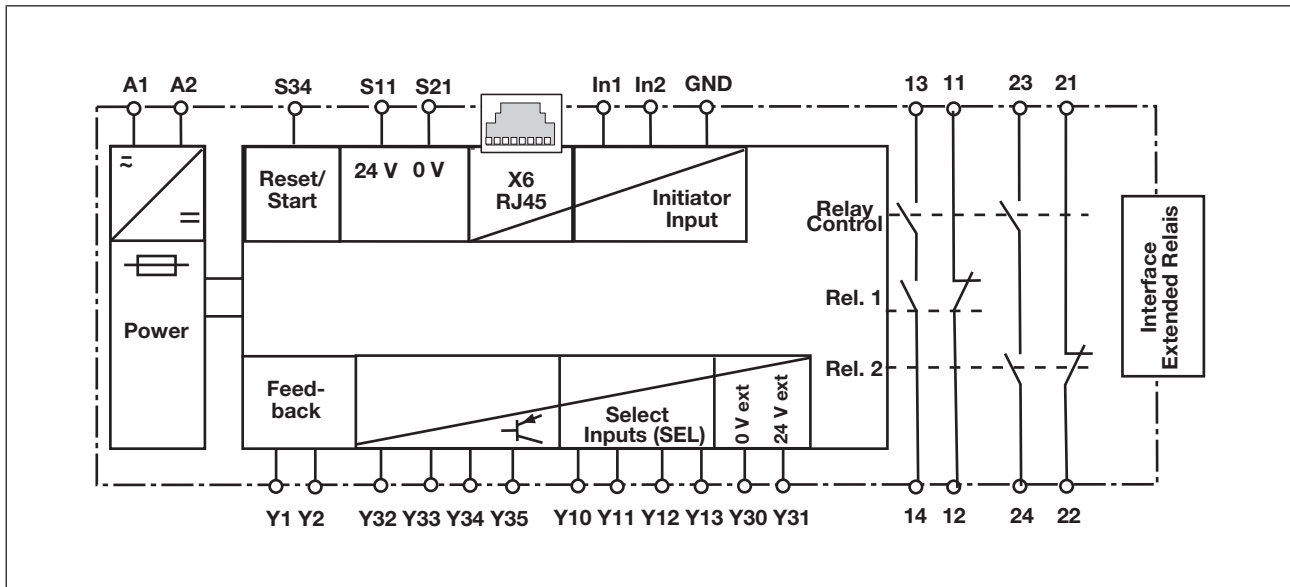 A1 A2 S34 S11 S21 In1 In2 GND 13 11 23 21
Reset/
Start
24 V 0 V
X6
RJ45
Initiator
Input
Relay
Control
Power
Rel. 1
Rel. 2
Interface
Extended Relais
Feed-
back
Select
Inputs (SEL)
0 V ext
24 V ext
Y1 Y2 Y32 Y33 Y34 Y35 Y10 Y11 Y12 Y13 Y30 Y31 14 12 24 22